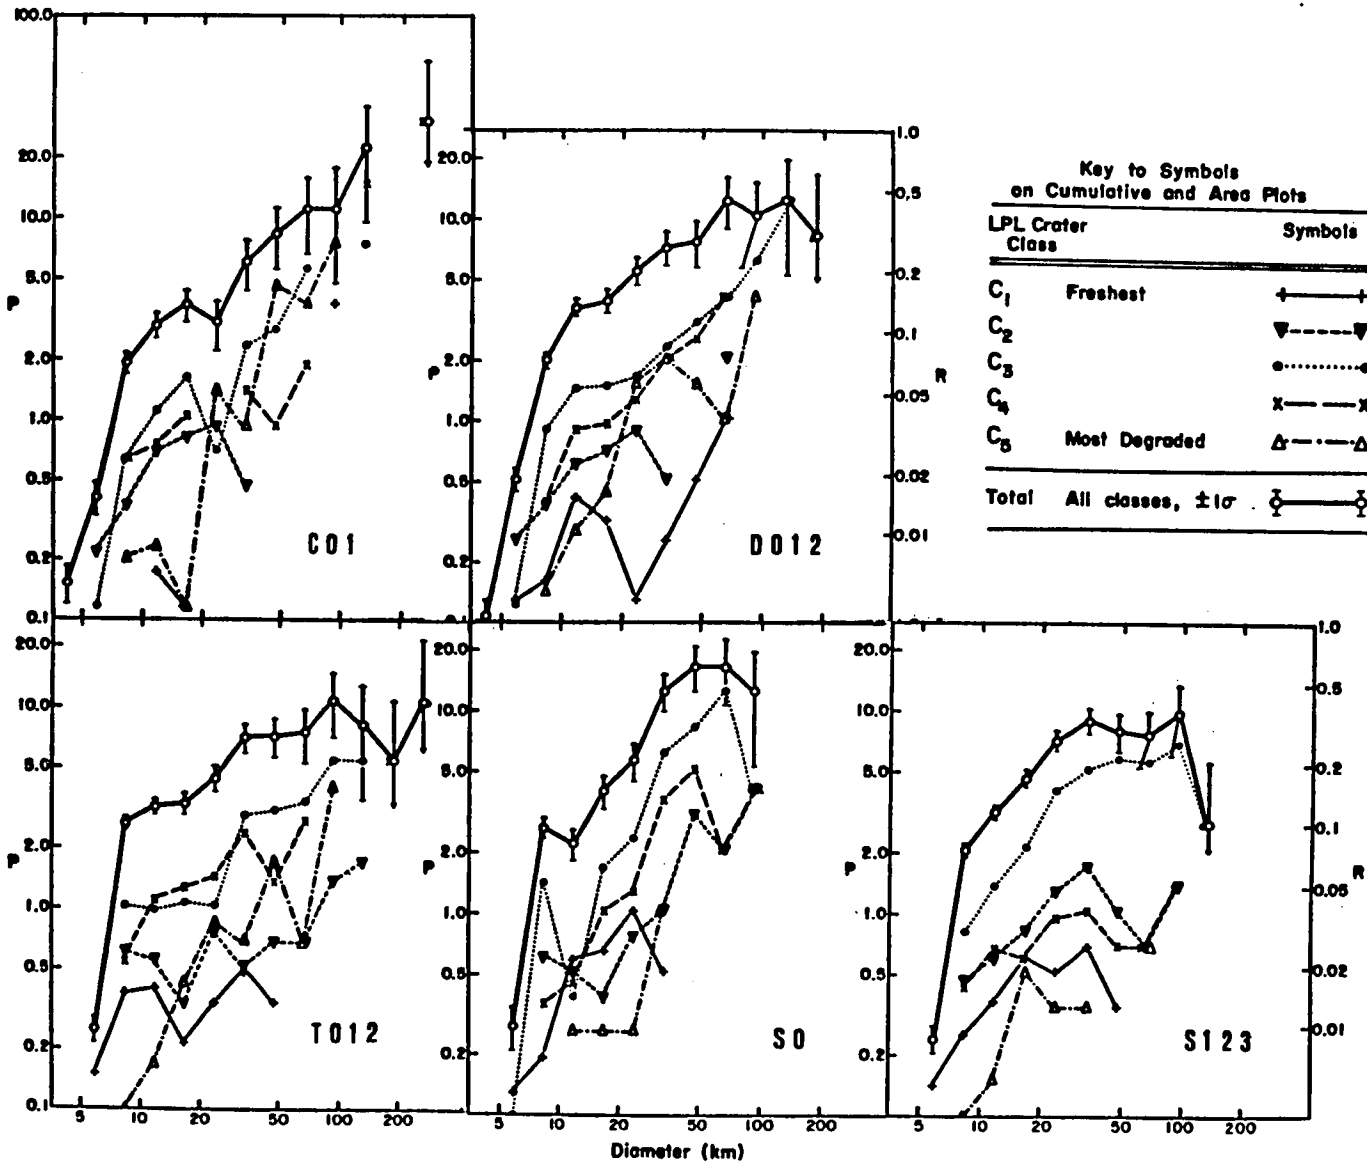 100.0
20.0
10.0
5.0
P
2.0
1.0
0.5
0.2
0.1
C01
20.0
10.0
5.0
P
2.0
1.0
0.5
0.2
0.1
D012
1.0
0.5
0.2
0.1
R
0.05
0.02
0.01
Key to Symbols
on Cumulative and Area Plots
LPL Crater
Class
Symbols
C1 Freshest
C2
C3
C4
C5 Most Degraded
Total All classes, ±1σ
20.0
10.0
5.0
P
2.0
1.0
0.5
0.2
0.1
T012
5 10 20 50 100 200
20.0
10.0
5.0
P
2.0
1.0
0.5
0.2
S0
5 10 20 50 100 200
Diameter (km)
20.0
10.0
5.0
P
2.0
1.0
0.5
0.2
S123
5 10 20 50 100 200
1.0
0.5
0.2
0.1
R
0.05
0.02
0.01